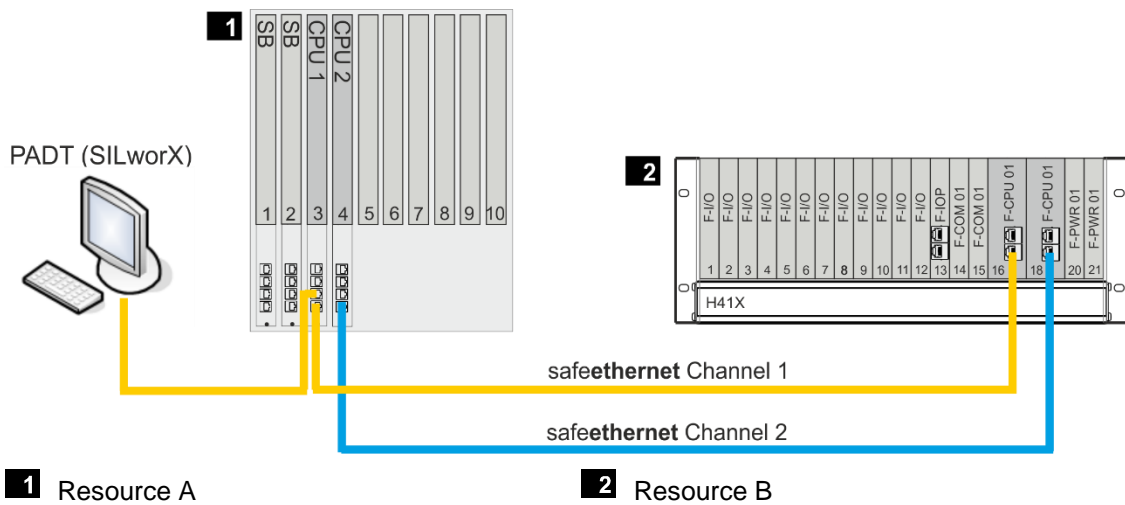 1
SB
SB
CPU 1
CPU 2
1 2 3 4 5 6 7 8 9 10
PADT (SILworX)
2
F-I/O
F-I/O
F-I/O
F-I/O
F-I/O
F-I/O
F-I/O
F-I/O
F-I/O
F-I/O
F-I/O
F-I/O
F-IOP
F-COM 01
F-COM 01
F-CPU 01
F-CPU 01
F-PWR 01
F-PWR 01
1 2 3 4 5 6 7 8 9 10 11 12 13 14 15 16 18 20 21
H41X
safeethernet Channel 1
safeethernet Channel 2
1 Resource A
2 Resource B